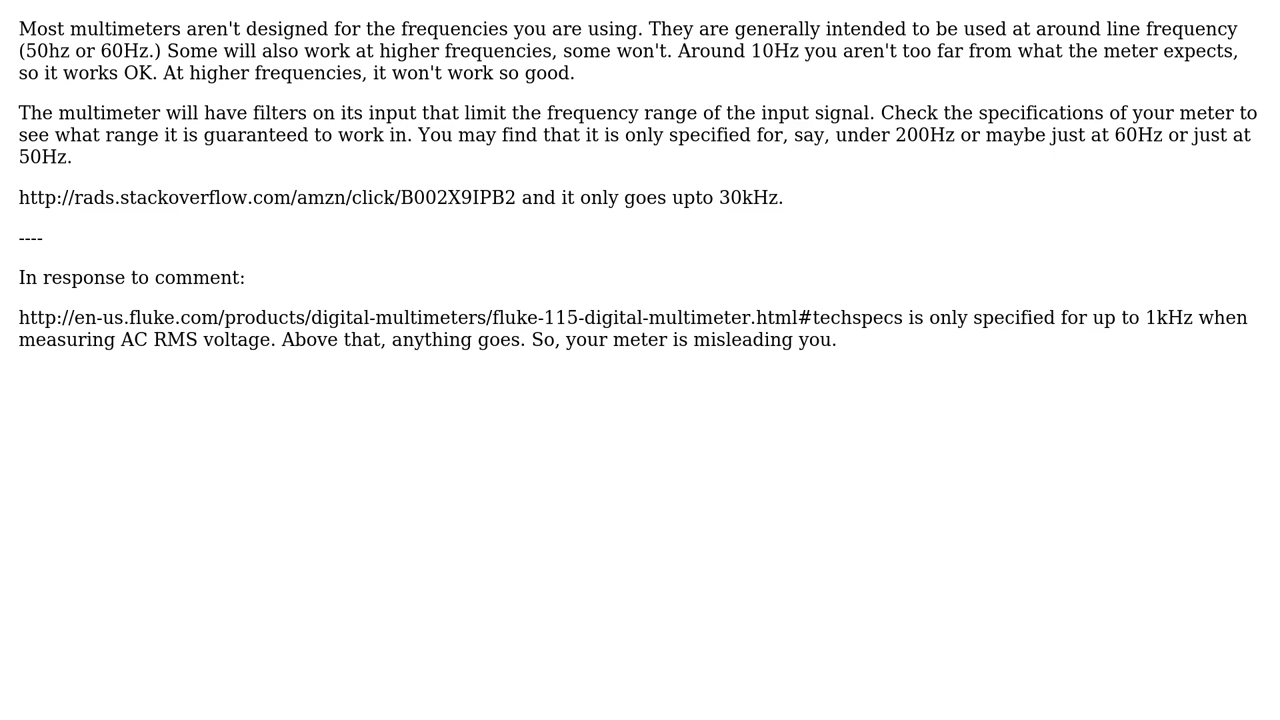 Most multimeters aren't designed for the frequencies you are using. They are generally intended to be used at around line frequency
(50hz or 60Hz.) Some will also work at higher frequencies, some won't. Around 10Hz you aren't too far from what the meter expects,
so it works OK. At higher frequencies, it won't work so good.
The multimeter will have filters on its input that limit the frequency range of the input signal. Check the specifications of your meter to
see what range it is guaranteed to work in. You may find that it is only specified for, say, under 200Hz or maybe just at 60Hz or just at
50Hz.
http://rads.stackoverflow.com/amzn/click/B002X9IPB2 and it only goes upto 30kHz.
----
In response to comment:
http://en-us.fluke.com/products/digital-multimeters/fluke-115-digital-multimeter.html#techspecs is only specified for up to 1kHz when
measuring AC RMS voltage. Above that, anything goes. So, your meter is misleading you.